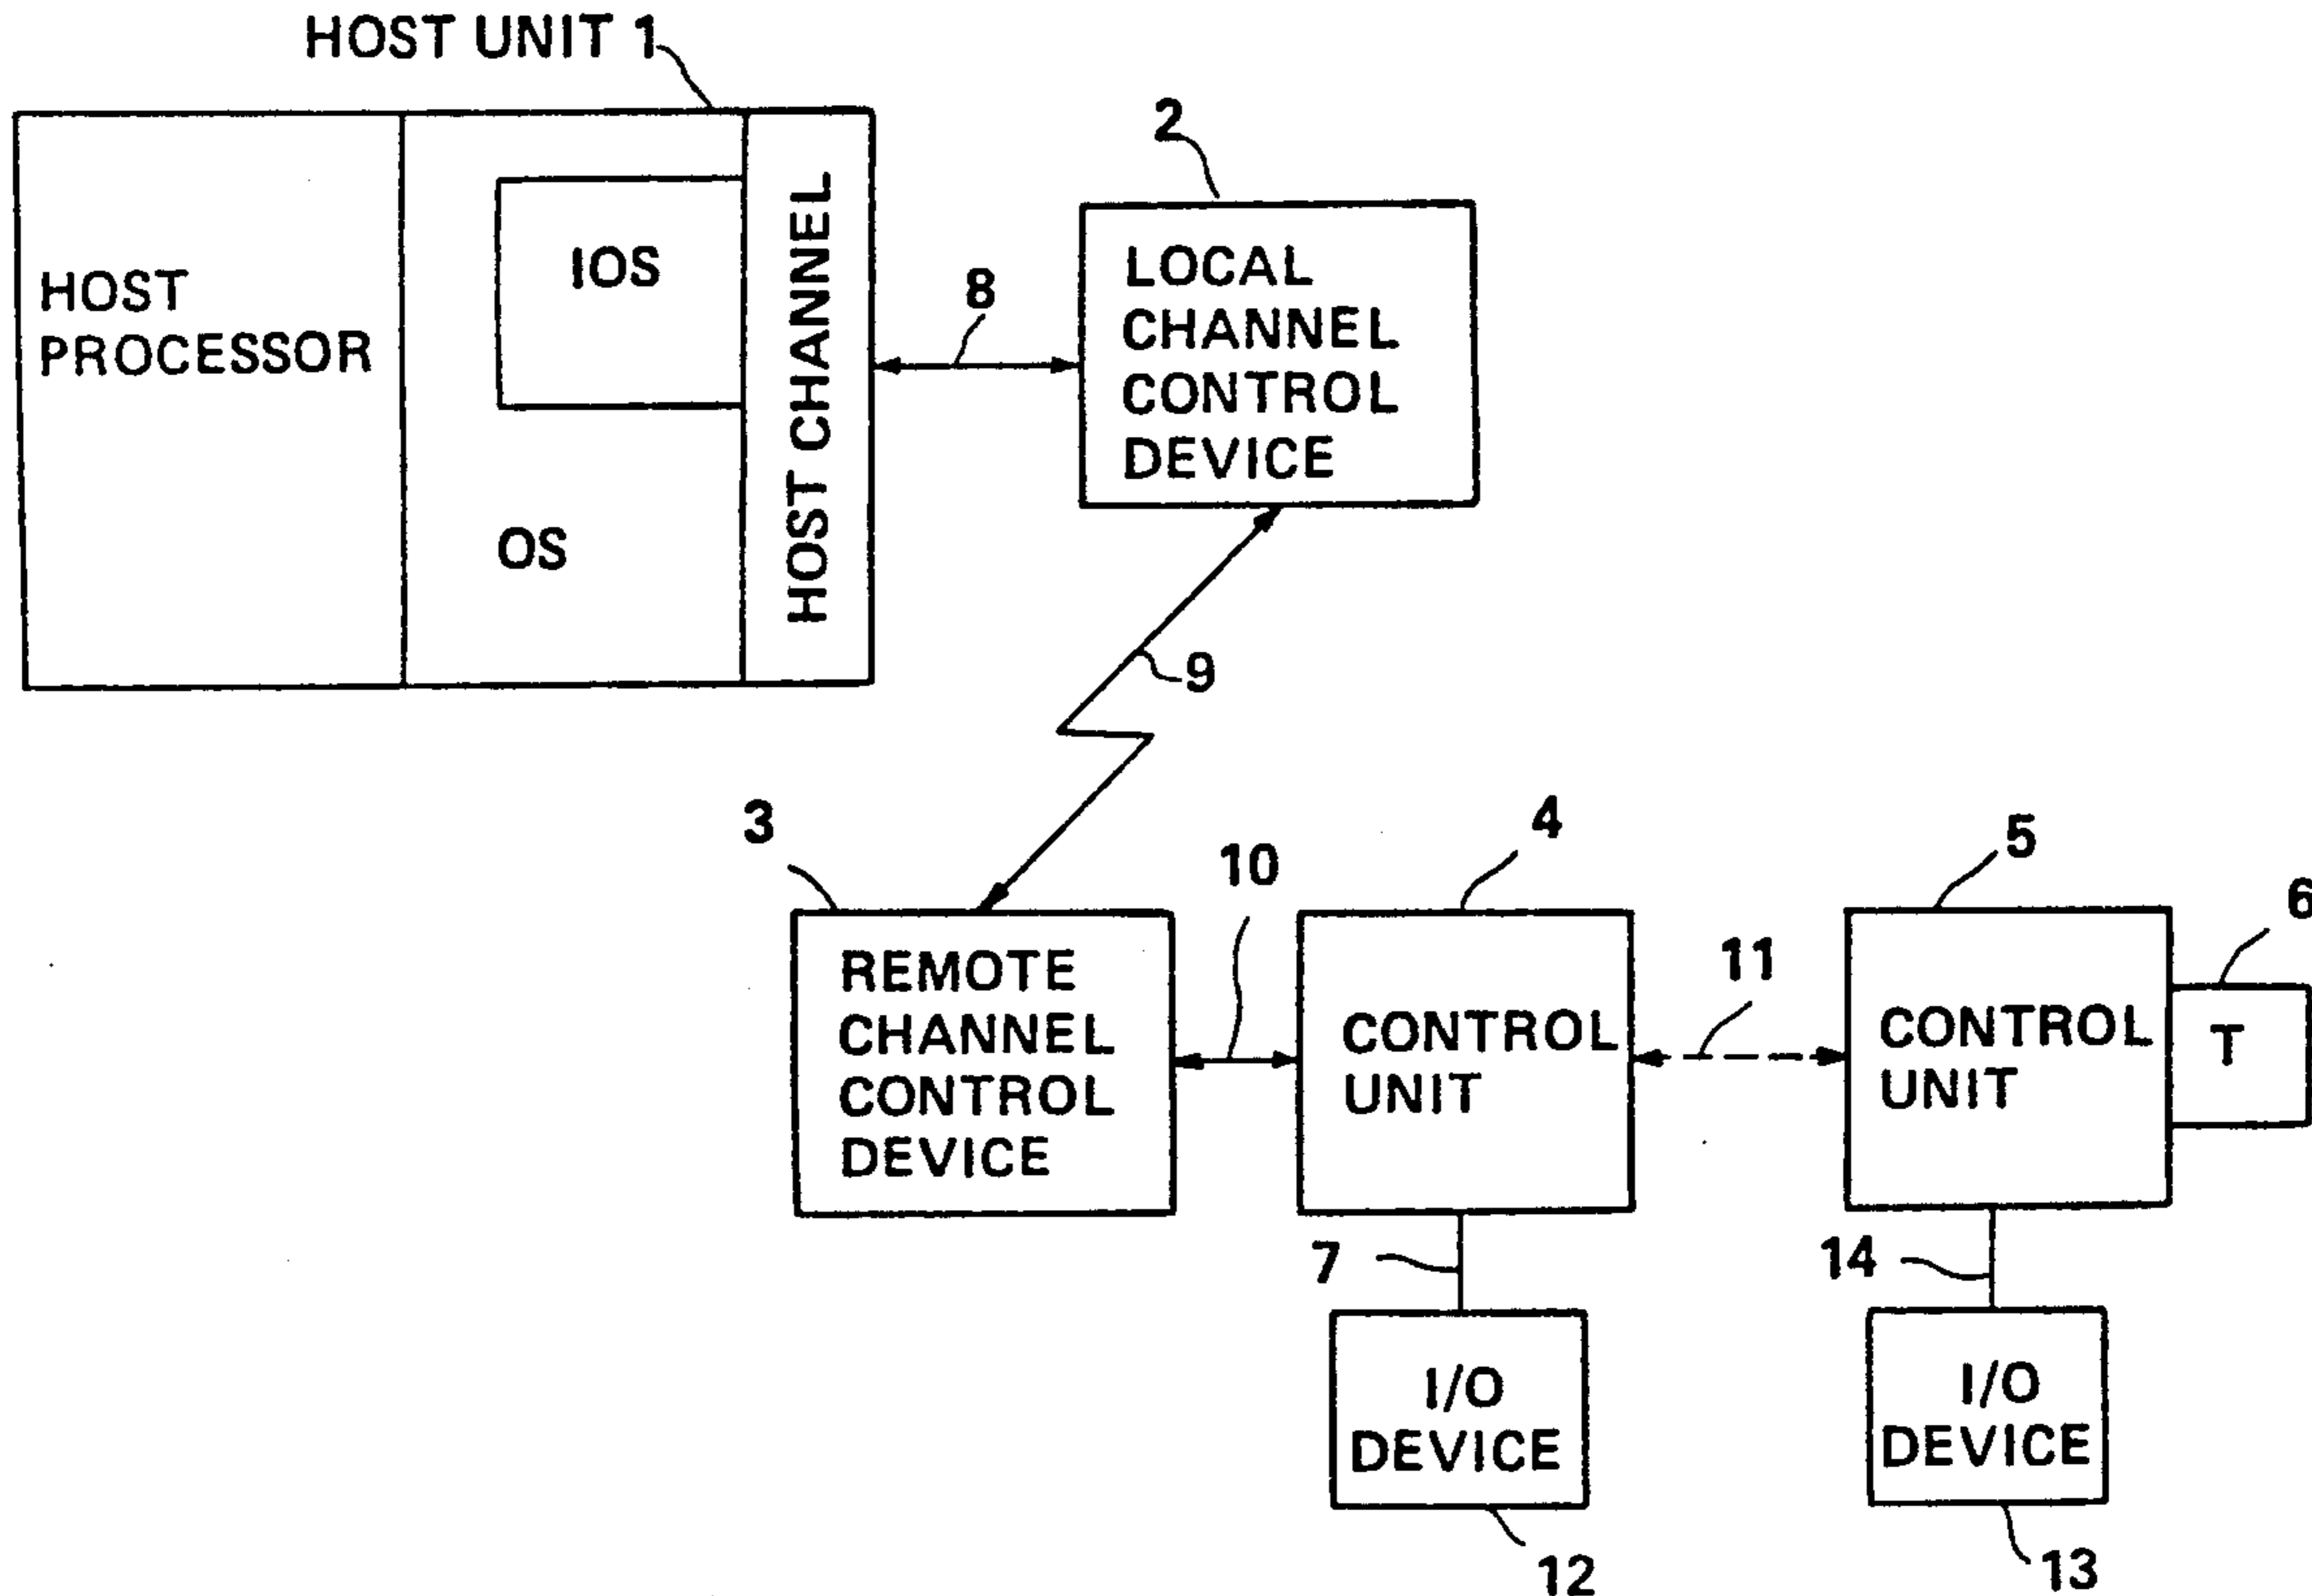 HOST UNIT 1
HOST
PROCESSOR
IOS
OS
HOST CHANNEL
8
2
LOCAL
CHANNEL
CONTROL
DEVICE
9
3
REMOTE
CHANNEL
CONTROL
DEVICE
10
4
CONTROL
UNIT
11
5
CONTROL
UNIT
6
T
7
I/O
DEVICE
12
14
I/O
DEVICE
13